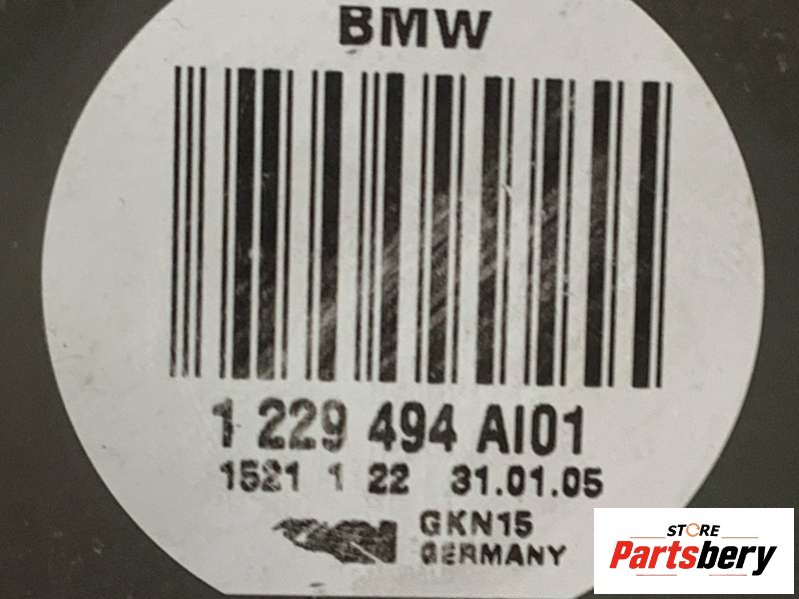 BMW
1 229 494 AI01
1521 1 22 31.01.05
GKN15
GERMANY
STORE
Partsbery